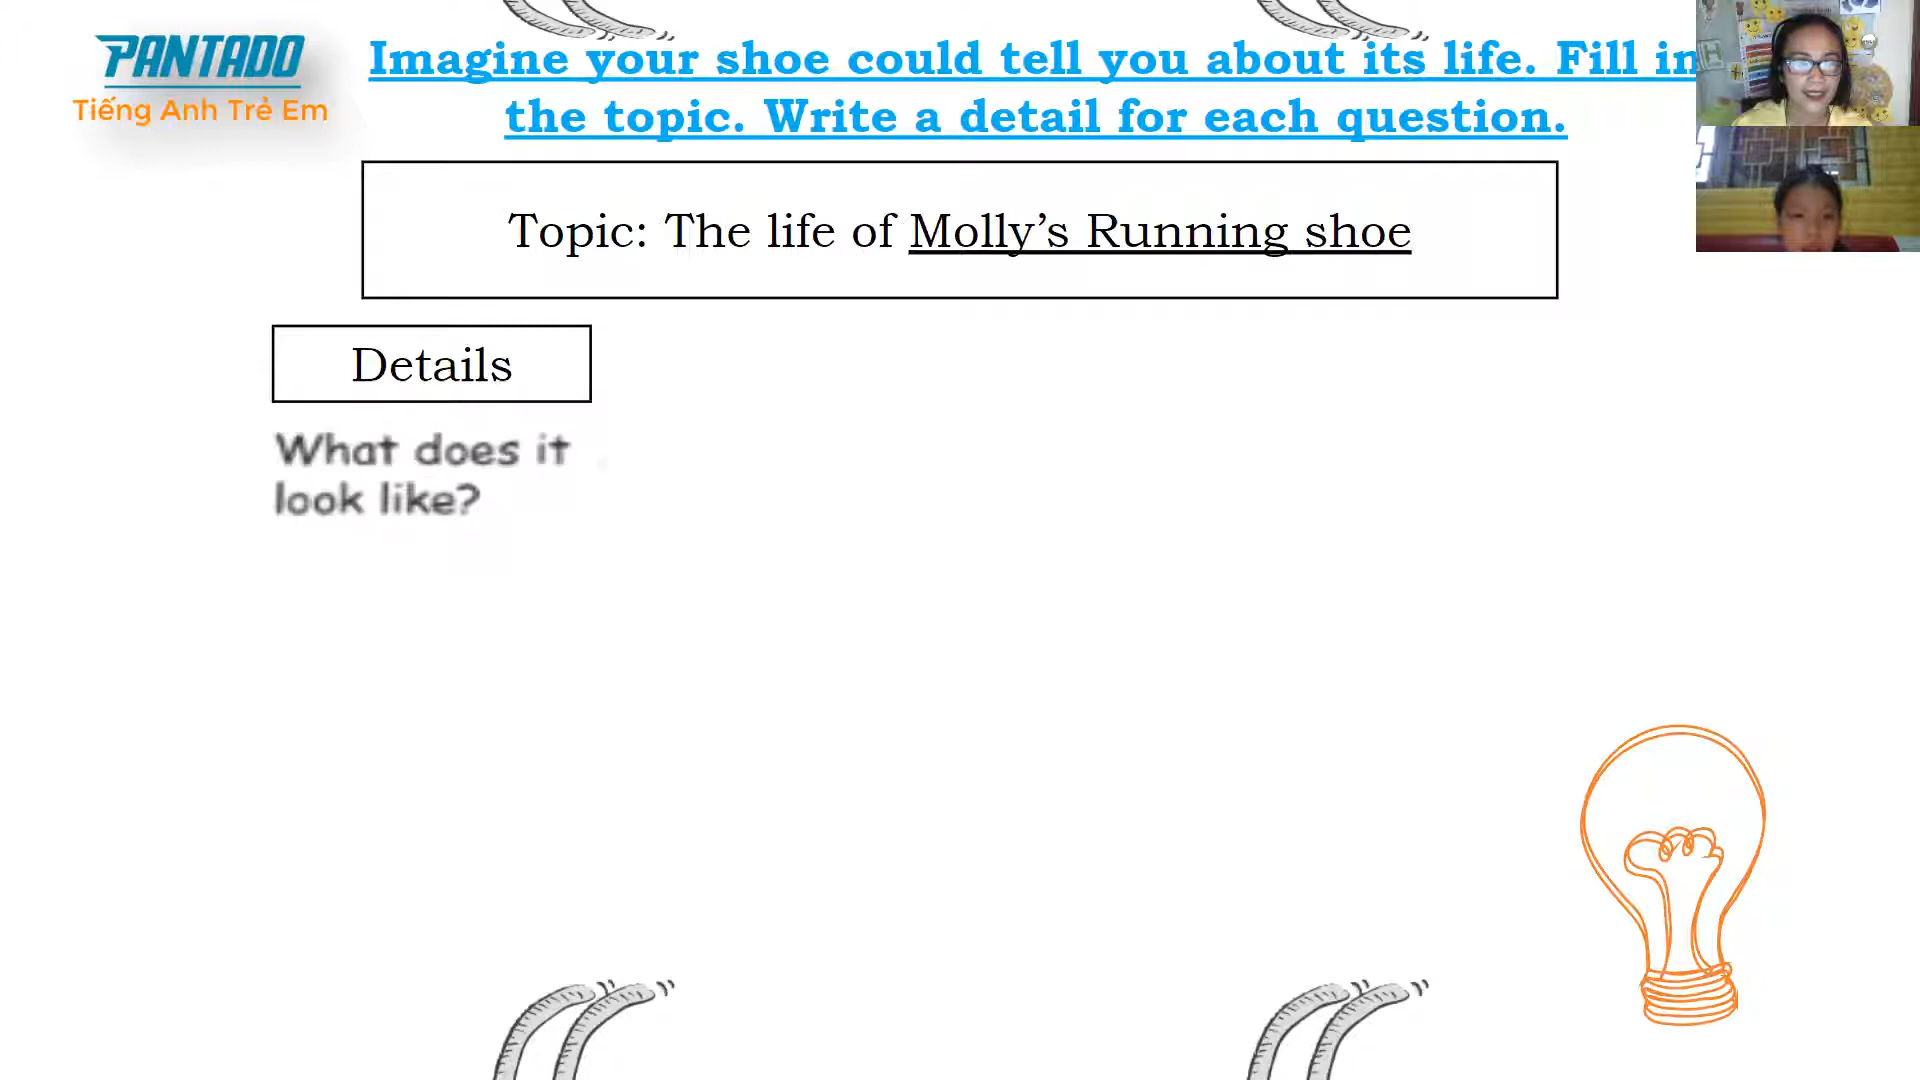 PANTADO
Tiếng Anh Trẻ Em
Imagine your shoe could tell you about its life. Fill in
the topic. Write a detail for each question.
Topic: The life of Molly’s Running shoe
Details
What does it
look like?